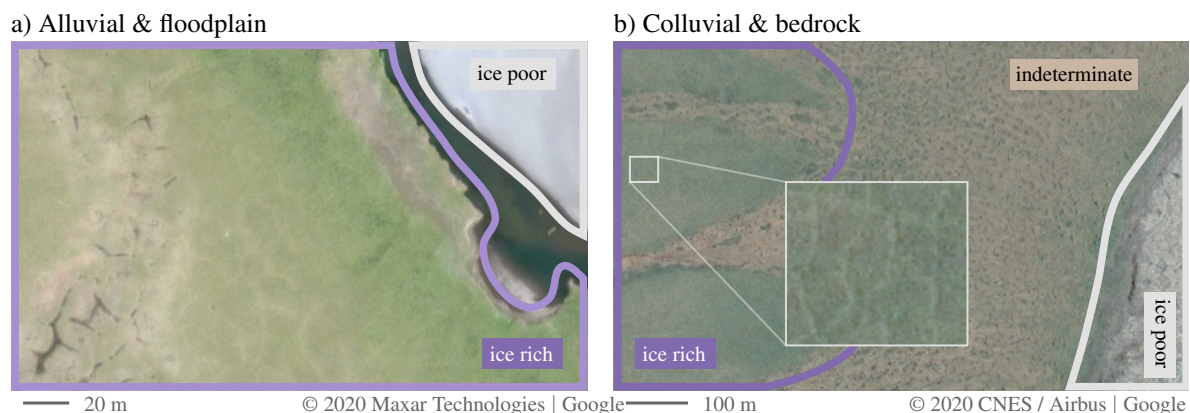 a) Alluvial & floodplain
b) Colluvial & bedrock
ice poor
indeterminate
ice rich
ice rich
ice poor
20 m
© 2020 Maxar Technologies | Google
100 m
© 2020 CNES / Airbus | Google